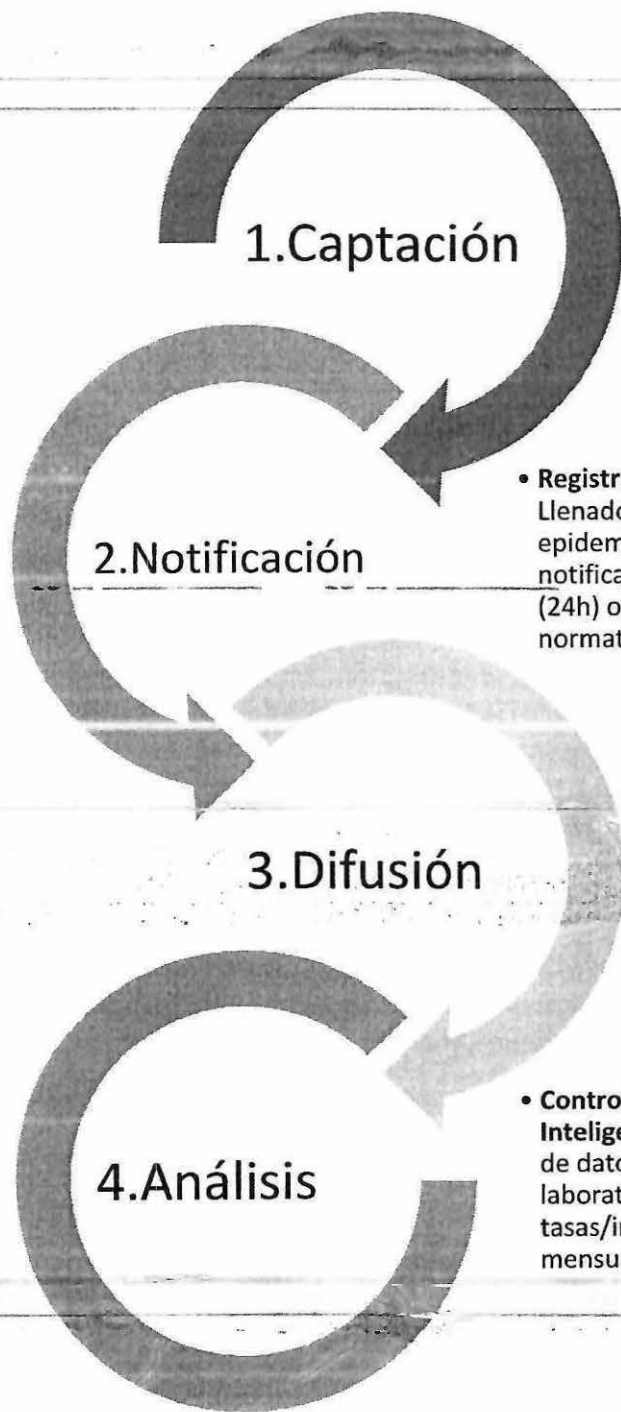 1.Captación
2.Notificación
• Registr
Llenado
epidem
notifica
(24h) o
normat
3.Difusión
4.Análisis
• Contro
Intelige
de dato
laborat
tasas/in
mensu